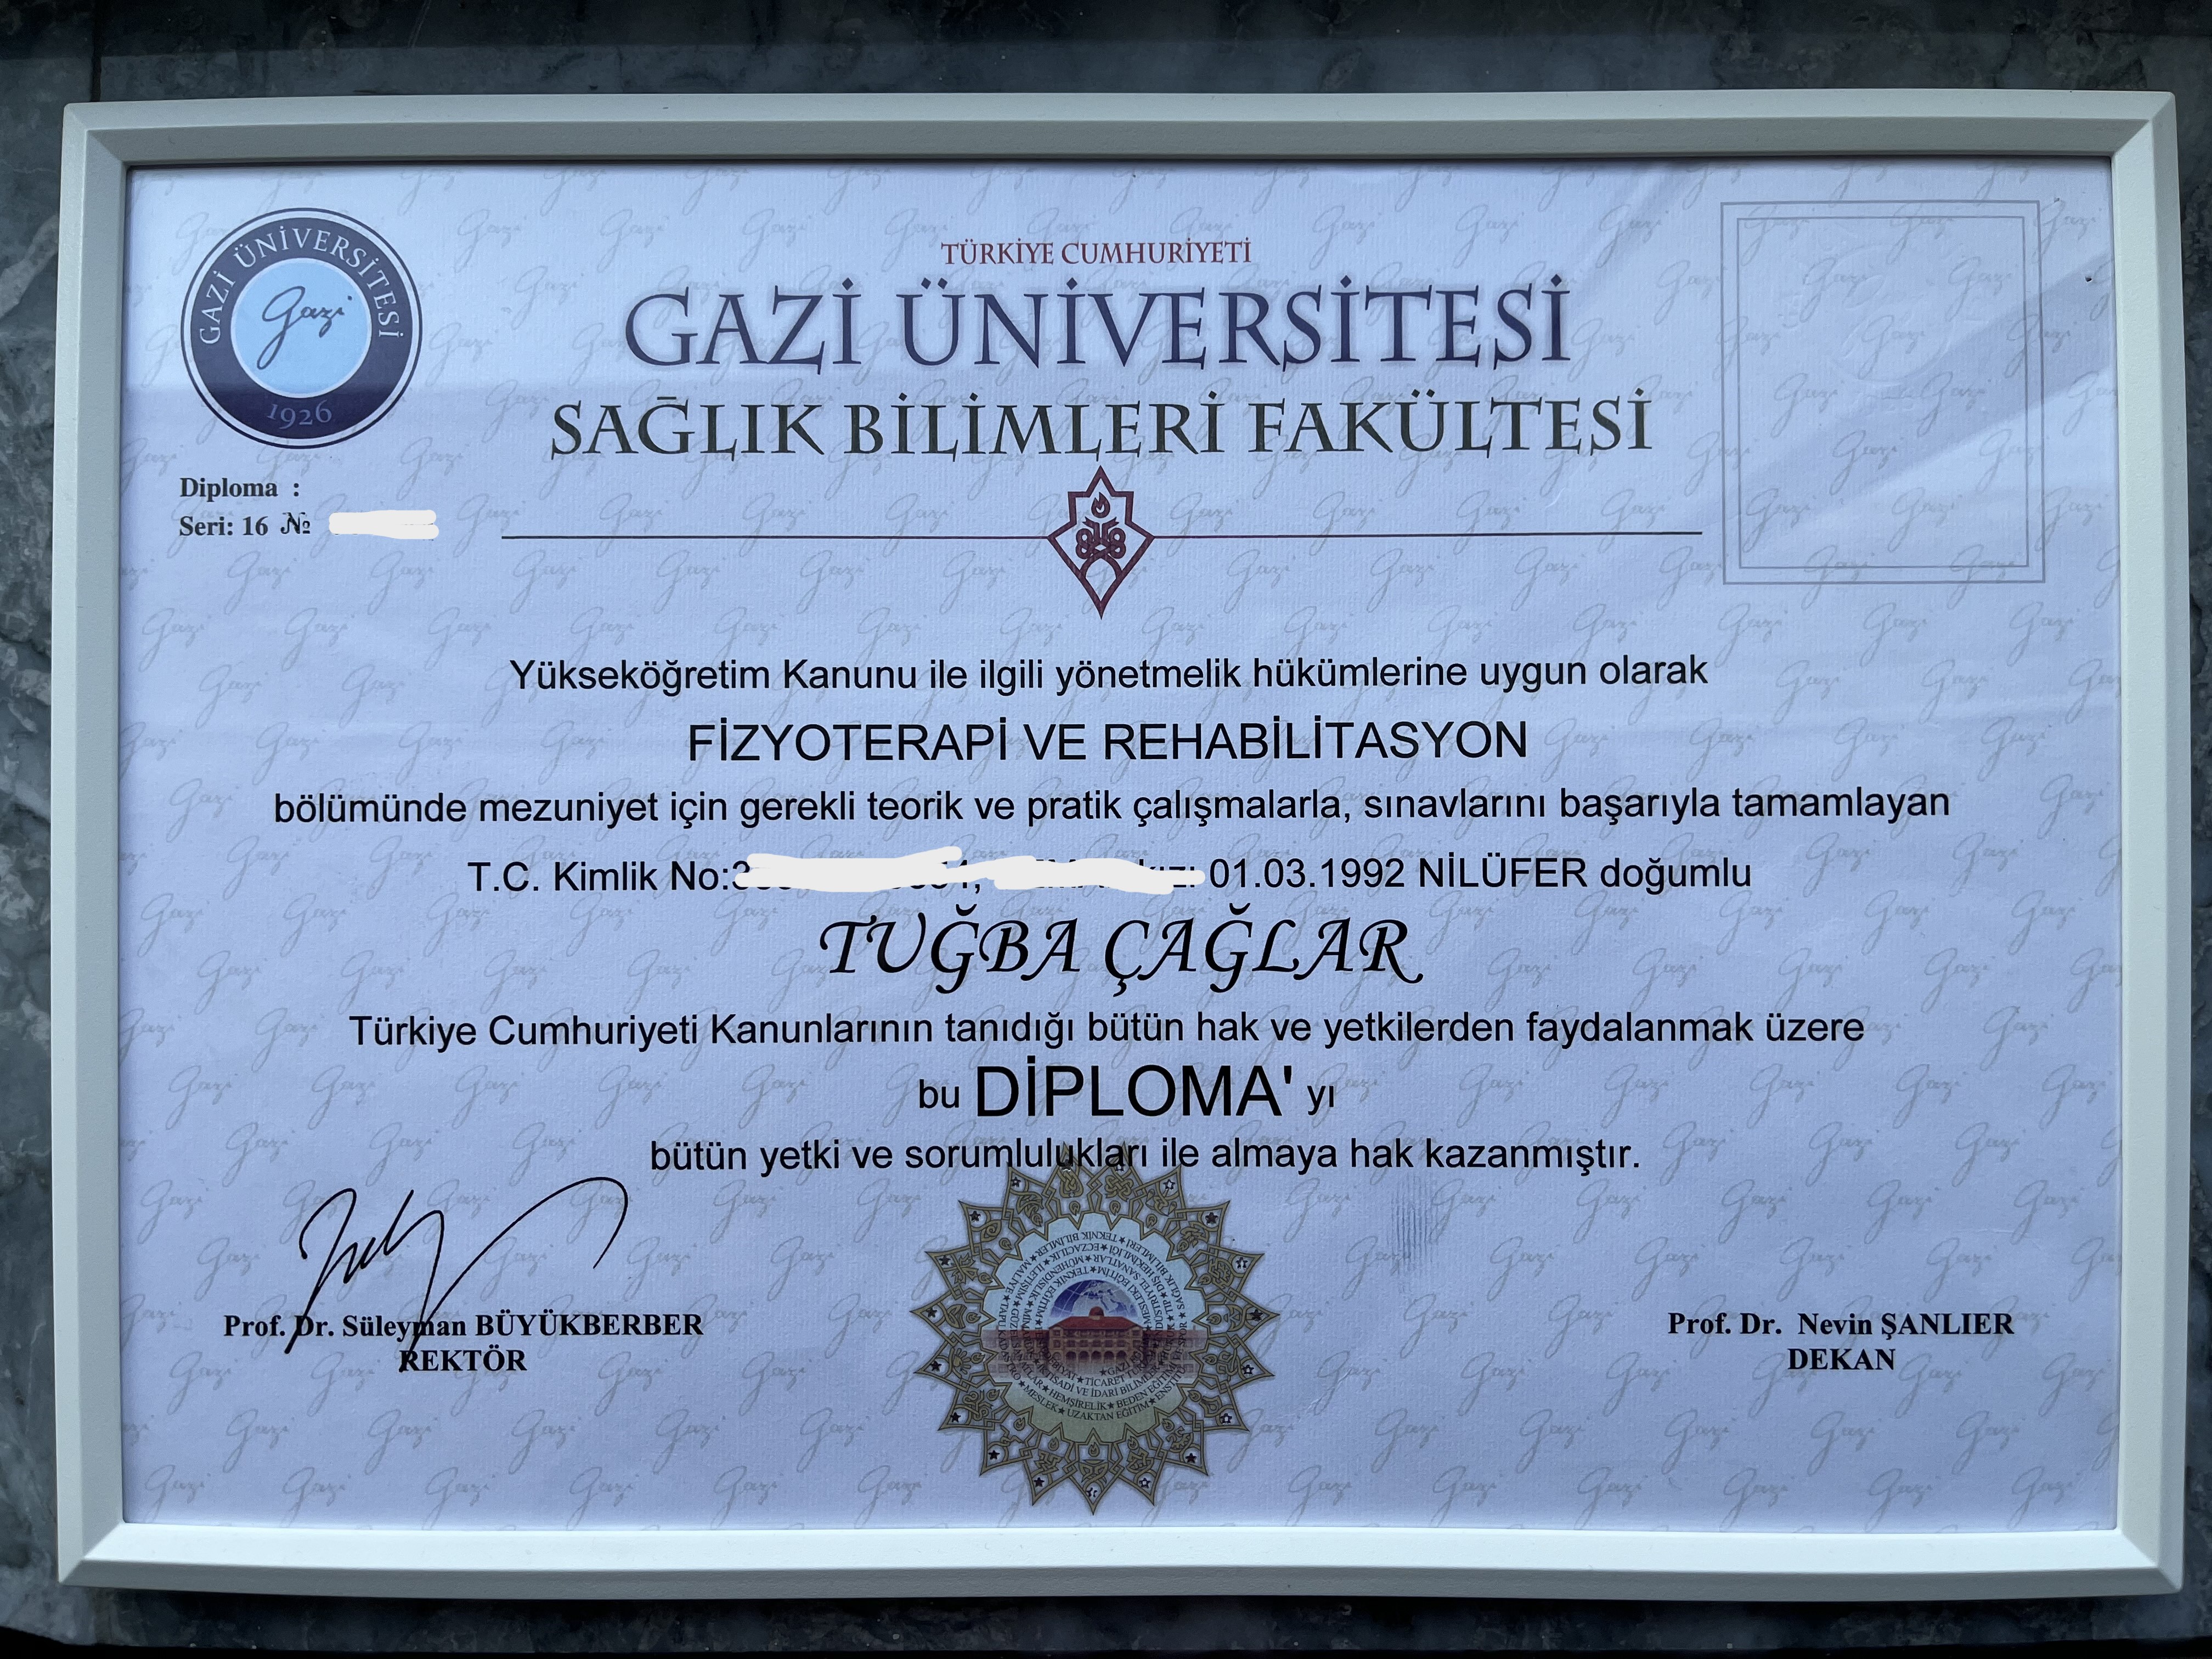 GAZİ ÜNİVERSİTESİ
Gazi
1926
TÜRKİYE CUMHURİYETİ
GAZİ ÜNİVERSİTESİ
SAĞLIK BİLİMLERİ FAKÜLTESİ
Diploma :
Seri: 16 №
Yükseköğretim Kanunu ile ilgili yönetmelik hükümlerine uygun olarak
FİZYOTERAPİ VE REHABİLİTASYON
bölümünde mezuniyet için gerekli teorik ve pratik çalışmalarla, sınavlarını başarıyla tamamlayan
T.C. Kimlik No: 01.03.1992 NİLÜFER doğumlu
TUĞBA ÇAĞLAR
Türkiye Cumhuriyeti Kanunlarının tanıdığı bütün hak ve yetkilerden faydalanmak üzere
bu DİPLOMA' yı
bütün yetki ve sorumlulukları ile almaya hak kazanmıştır.
Prof. Dr. Süleyman BÜYÜKBERBER
REKTÖR
Prof. Dr. Nevin ŞANLIER
DEKAN